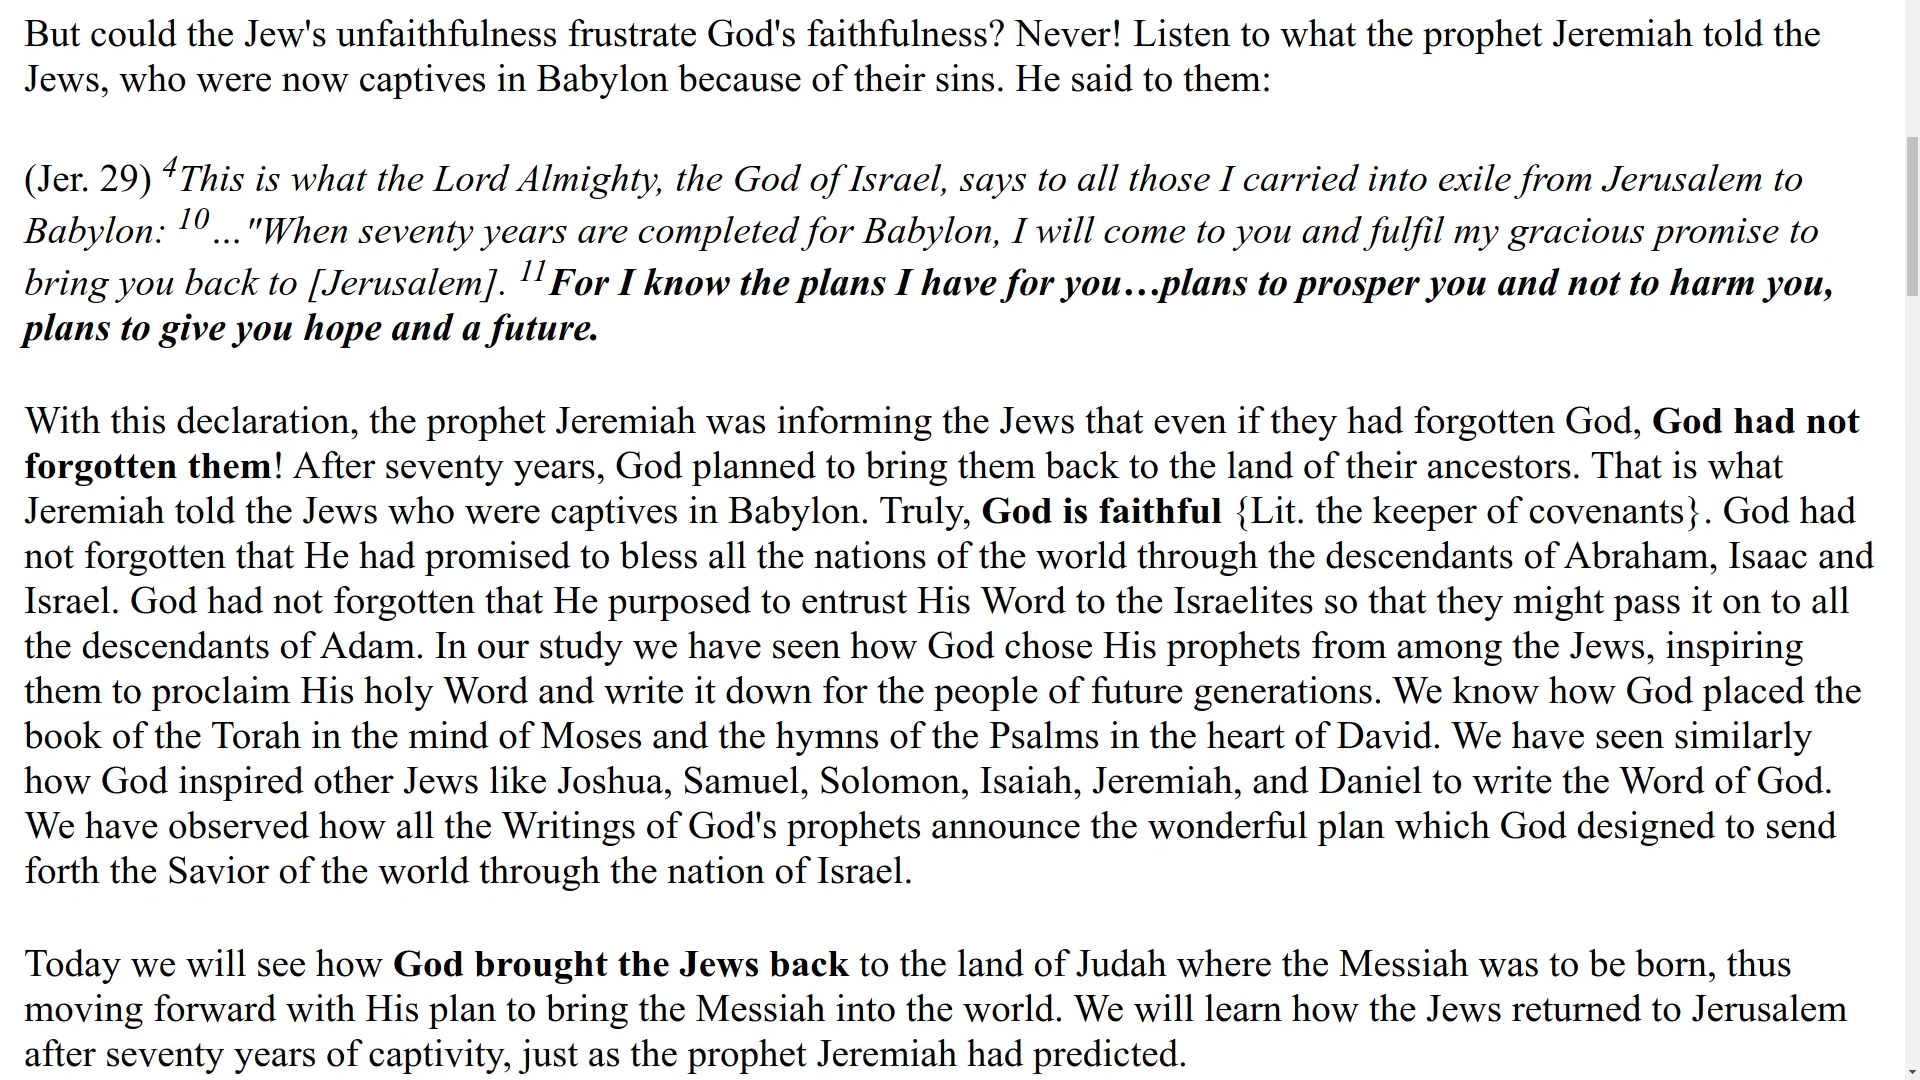 But could the Jew's unfaithfulness frustrate God's faithfulness? Never! Listen to what the prophet Jeremiah told the
Jews, who were now captives in Babylon because of their sins. He said to them:
(Jer. 29) 4This is what the Lord Almighty, the God of Israel, says to all those I carried into exile from Jerusalem to
Babylon: 10..."When seventy years are completed for Babylon, I will come to you and fulfil my gracious promise to
bring you back to [Jerusalem]. 11For I know the plans I have for you…plans to prosper you and not to harm you,
plans to give you hope and a future.
With this declaration, the prophet Jeremiah was informing the Jews that even if they had forgotten God, God had not
forgotten them! After seventy years, God planned to bring them back to the land of their ancestors. That is what
Jeremiah told the Jews who were captives in Babylon. Truly, God is faithful {Lit. the keeper of covenants}. God had
not forgotten that He had promised to bless all the nations of the world through the descendants of Abraham, Isaac and
Israel. God had not forgotten that He purposed to entrust His Word to the Israelites so that they might pass it on to all
the descendants of Adam. In our study we have seen how God chose His prophets from among the Jews, inspiring
them to proclaim His holy Word and write it down for the people of future generations. We know how God placed the
book of the Torah in the mind of Moses and the hymns of the Psalms in the heart of David. We have seen similarly
how God inspired other Jews like Joshua, Samuel, Solomon, Isaiah, Jeremiah, and Daniel to write the Word of God.
We have observed how all the Writings of God's prophets announce the wonderful plan which God designed to send
forth the Savior of the world through the nation of Israel.
Today we will see how God brought the Jews back to the land of Judah where the Messiah was to be born, thus
moving forward with His plan to bring the Messiah into the world. We will learn how the Jews returned to Jerusalem
after seventy years of captivity, just as the prophet Jeremiah had predicted.